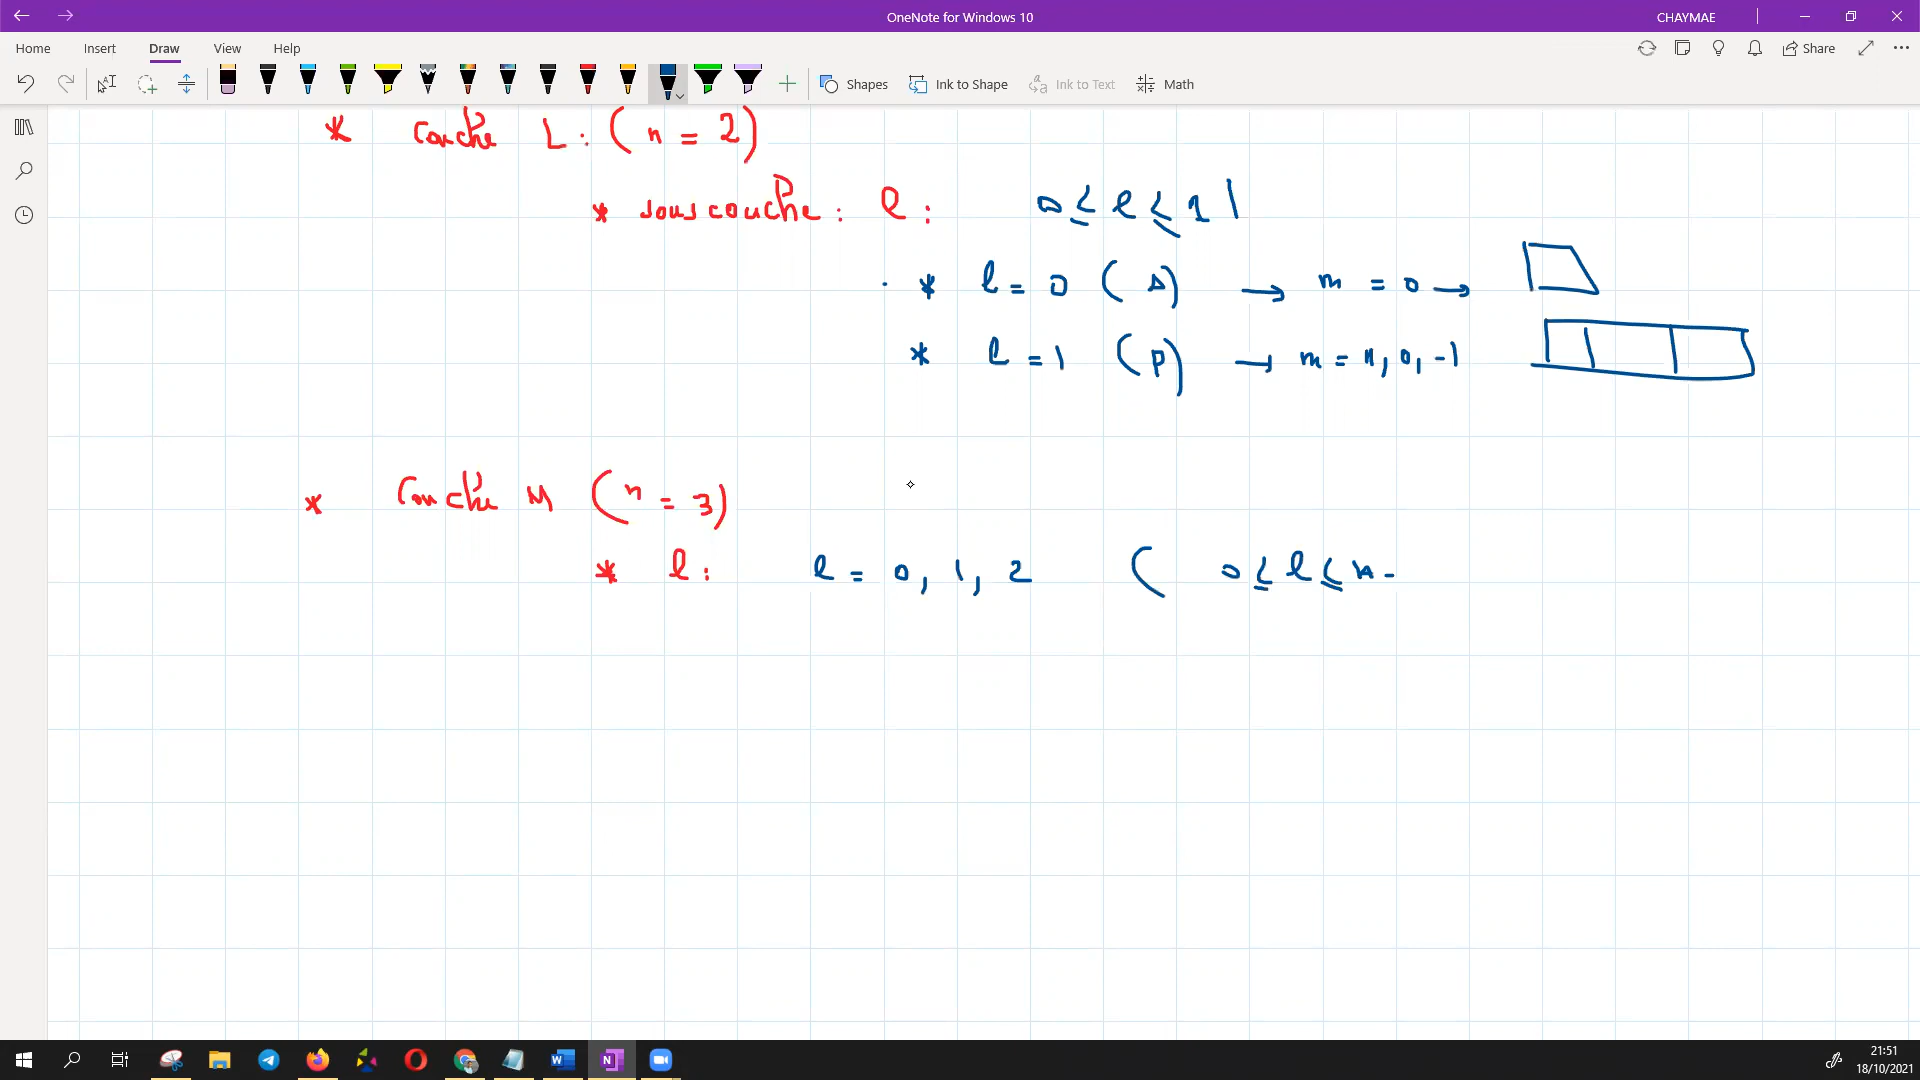 OneNote for Windows 10
CHAYMAE
Home Insert Draw View Help
Share
Shapes Ink to Shape Ink to Text Math
* Couche L : ( n = 2 )
* sous couche : l : 0 ≤ l ≤ 1 |
. * l = 0 ( s ) → m = 0 →
* l = 1 ( p ) → m = 1, 0, -1
* Couche M ( n = 3 )
* l : l = 0, 1, 2 ( 0 ≤ l ≤ n -
21:51
18/10/2021